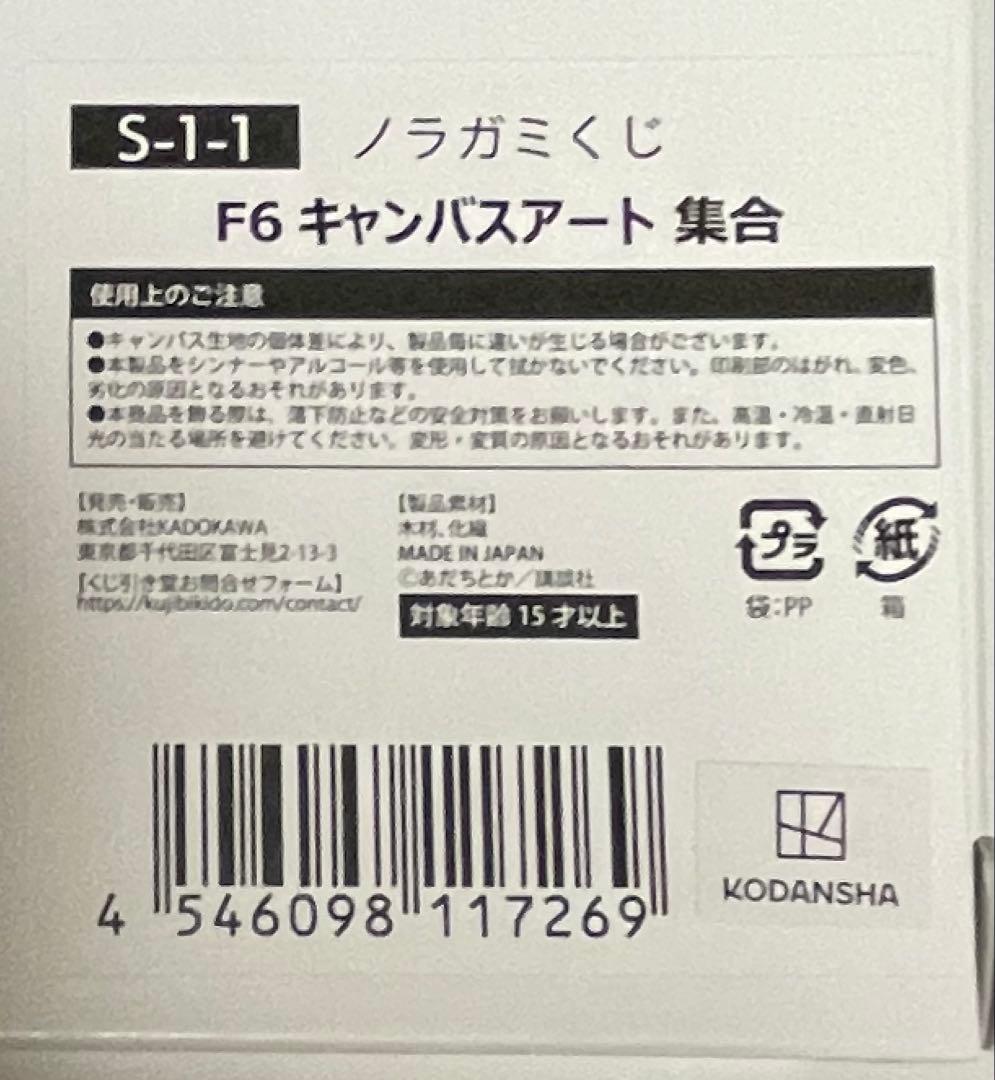 S-1-1 ノラガミくじ
F6 キャンバスアート 集合
使用上のご注意
●キャンバス生地の個体差により、製品毎に違いが生じる場合がございます。
●本製品をシンナーやアルコール等を使用して拭かないでください。印刷部のはがれ、変色、
劣化の原因となるおそれがあります。
●本商品を飾る際は、落下防止などの安全対策をお願いします。また、高温・冷温・直射日
光の当たる場所を避けてください。変形・変質の原因となるおそれがあります。
【発売・販売】
株式会社KADOKAWA
東京都千代田区富士見2-13-3
【くじ引き堂お問合せフォーム】
https://kujibikido.com/contact/
【製品素材】
木材、化繊
MADE IN JAPAN
©あだちとか/講談社
対象年齢 15 才以上
プラ
袋:PP
紙
箱
4 546098 117269
KODANSHA